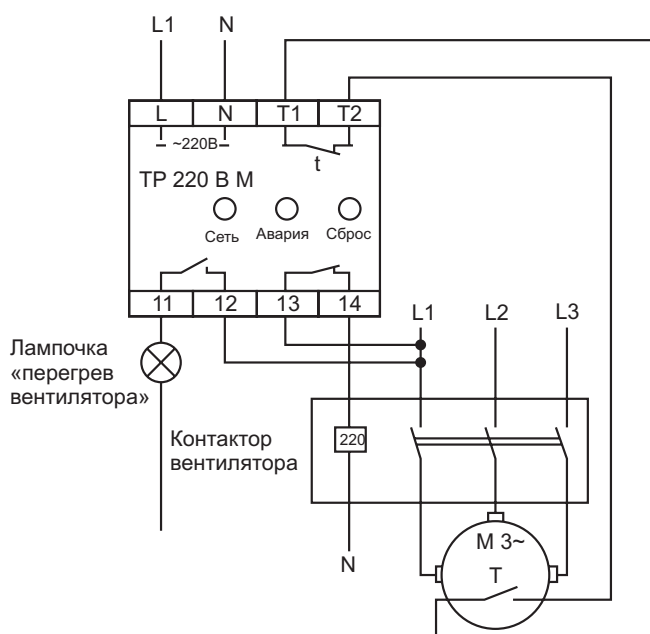 L1 N
L N T1 T2
~220В
t
ТР 220 В М
Сеть Авария Сброс
11 12 13 14
L1 L2 L3
Лампочка
«перегрев
вентилятора»
220
Контактор
вентилятора
N
М 3~
Т